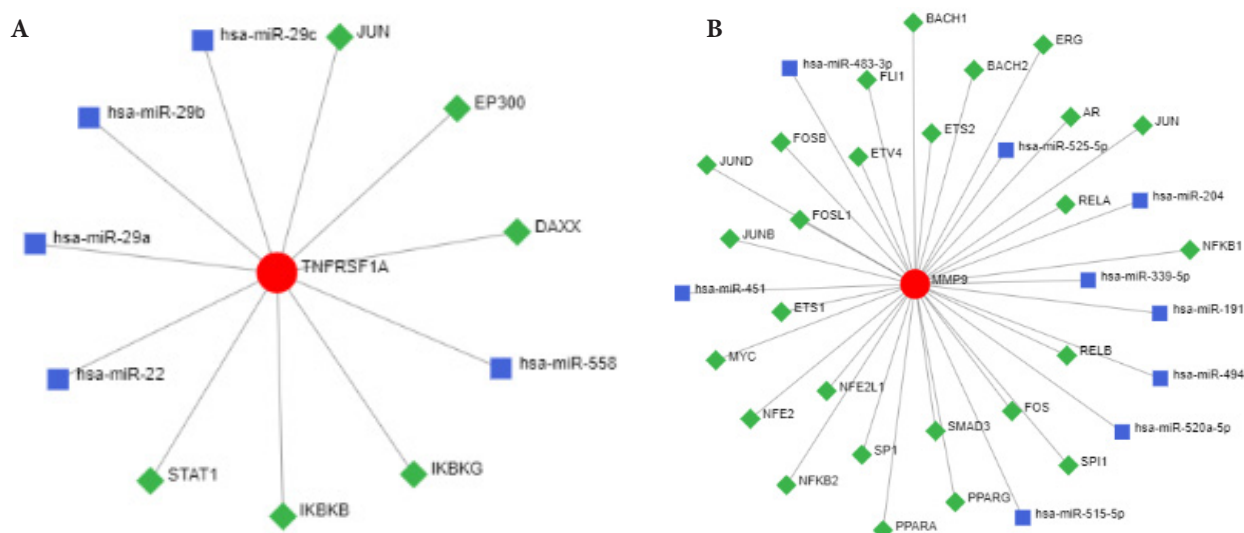 A
hsa-miR-29c
JUN
hsa-miR-29b
EP300
hsa-miR-29a
DAXX
TNFRSF1A
hsa-miR-22
hsa-miR-558
STAT1
IKBKG
IKBKB
B
BACH1
ERG
hsa-miR-483-3p
FLI1
BACH2
AR
JUN
FOSB
ETS2
ETV4
hsa-miR-525-5p
JUND
hsa-miR-204
RELA
FOSL1
JUNB
NFKB1
MMP9
hsa-miR-339-5p
hsa-miR-451
ETS1
hsa-miR-191
MYC
RELB
hsa-miR-494
NFE2L1
NFE2
FOS
SMAD3
hsa-miR-520a-5p
SP1
SPI1
NFKB2
PPARG
hsa-miR-515-5p
PPARA